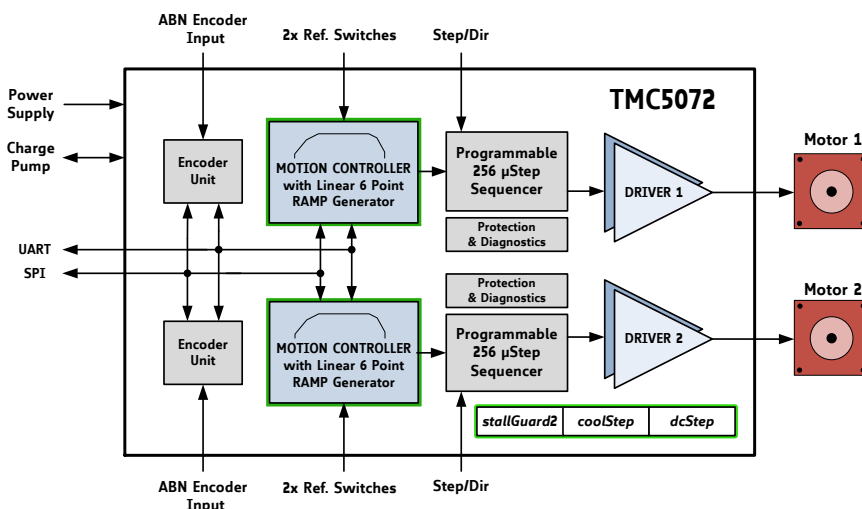 ABN Encoder
Input
2x Ref. Switches
Step/Dir
TMC5072
Power
Supply
Charge
Pump
UART
SPI
Encoder
Unit
MOTION CONTROLLER
with Linear 6 Point
RAMP Generator
Programmable
256 µStep
Sequencer
Protection
& Diagnostics
DRIVER 1
Motor 1
Encoder
Unit
MOTION CONTROLLER
with Linear 6 Point
RAMP Generator
Protection
& Diagnostics
Programmable
256 µStep
Sequencer
DRIVER 2
Motor 2
stallGuard2
coolStep
dcStep
ABN Encoder
Input
2x Ref. Switches
Step/Dir